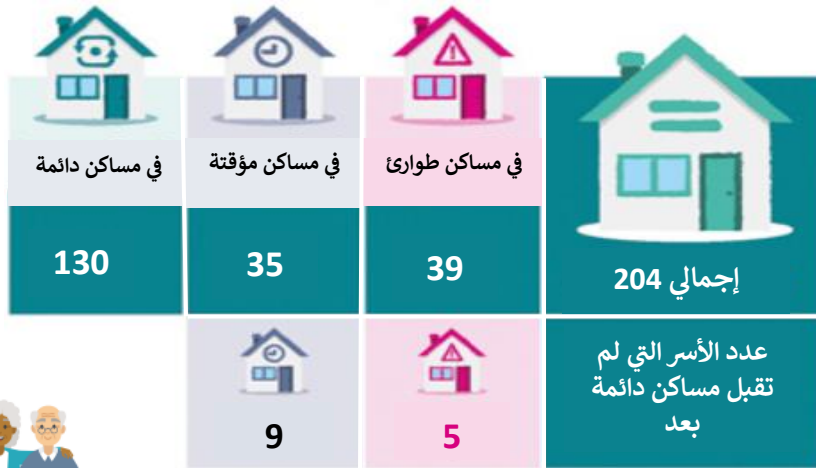 في مساكن طوارئ
في مساكن مؤقتة
في مساكن دائمة
إجمالي 204
39
35
130
عدد الأسر التي لم
تقبل مساكن دائمة
بعد
5
9